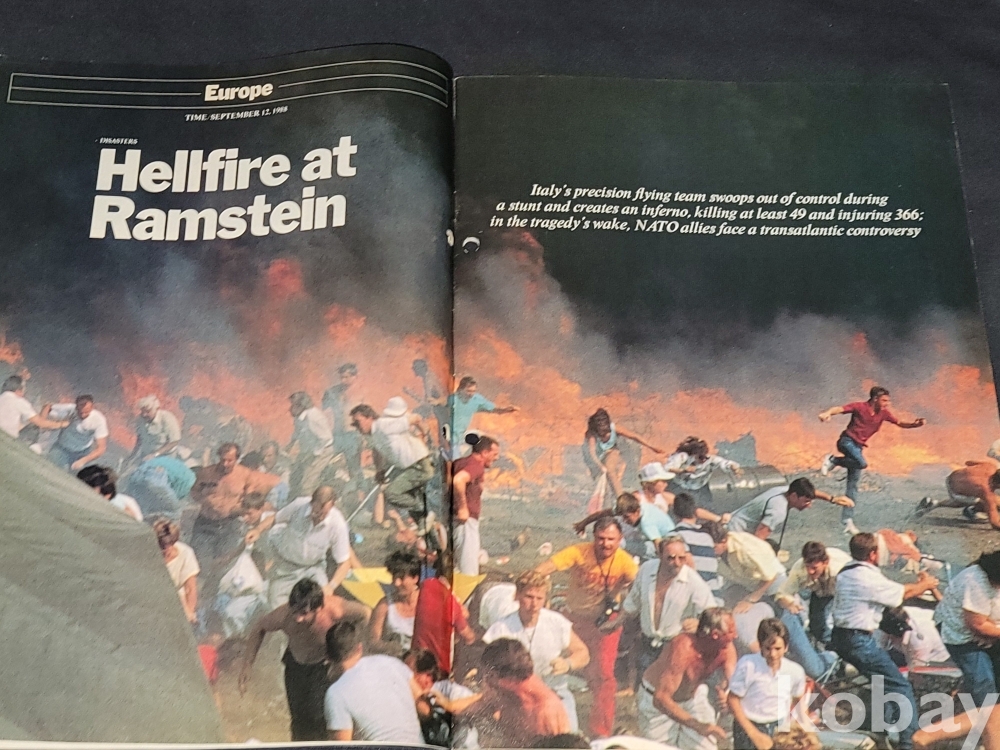 Europe
TIME/SEPTEMBER 12, 1988
DISASTERS
Hellfire at
Ramstein
Italy's precision flying team swoops out of control during
a stunt and creates an inferno, killing at least 49 and injuring 366;
in the tragedy's wake, NATO allies face a transatlantic controversy
kobay